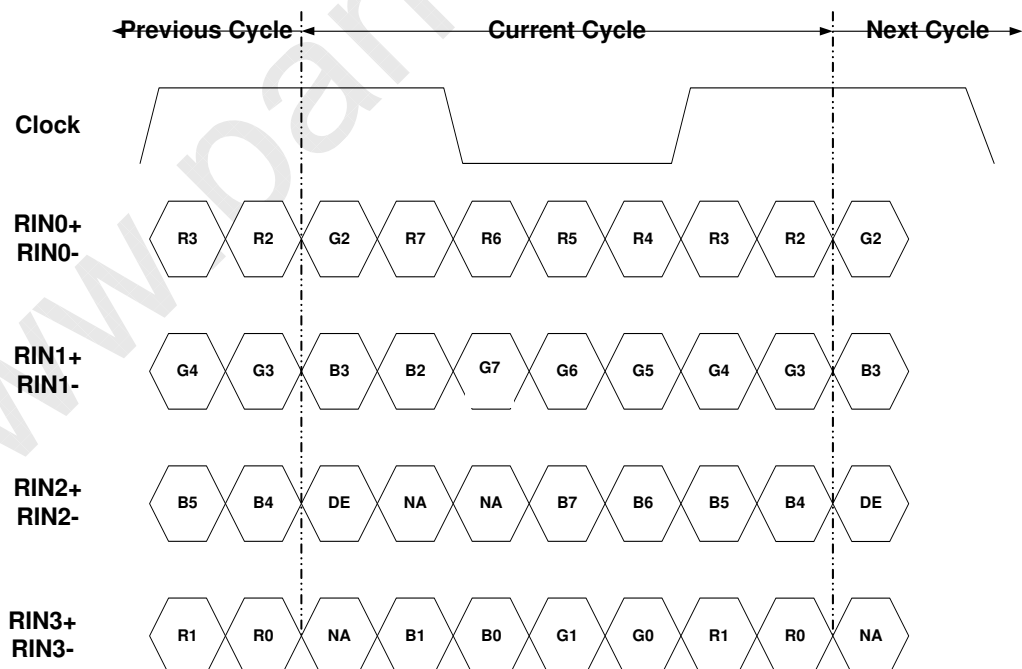 www.pan
Previous Cycle Current Cycle Next Cycle
Clock
RIN0+
RIN0-
R3 R2 G2 R7 R6 R5 R4 R3 R2 G2
RIN1+
RIN1-
G4 G3 B3 B2 G7 G6 G5 G4 G3 B3
RIN2+
RIN2-
B5 B4 DE NA NA B7 B6 B5 B4 DE
RIN3+
RIN3-
R1 R0 NA B1 B0 G1 G0 R1 R0 NA